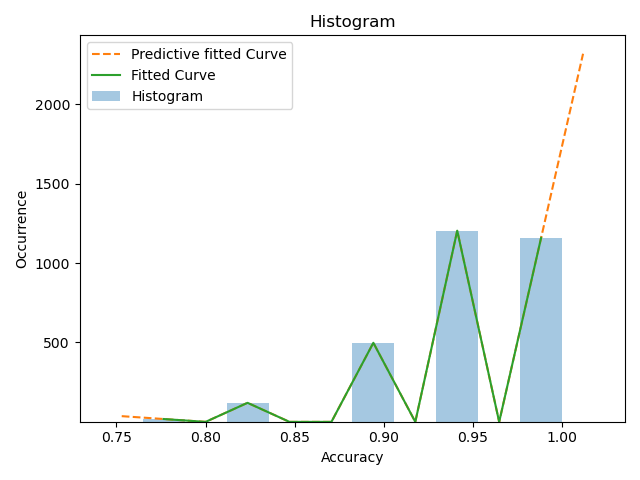 Histogram
Predictive fitted Curve
Fitted Curve
Histogram
Occurrence
2000
1500
1000
500
0.75 0.80 0.85 0.90 0.95 1.00
Accuracy